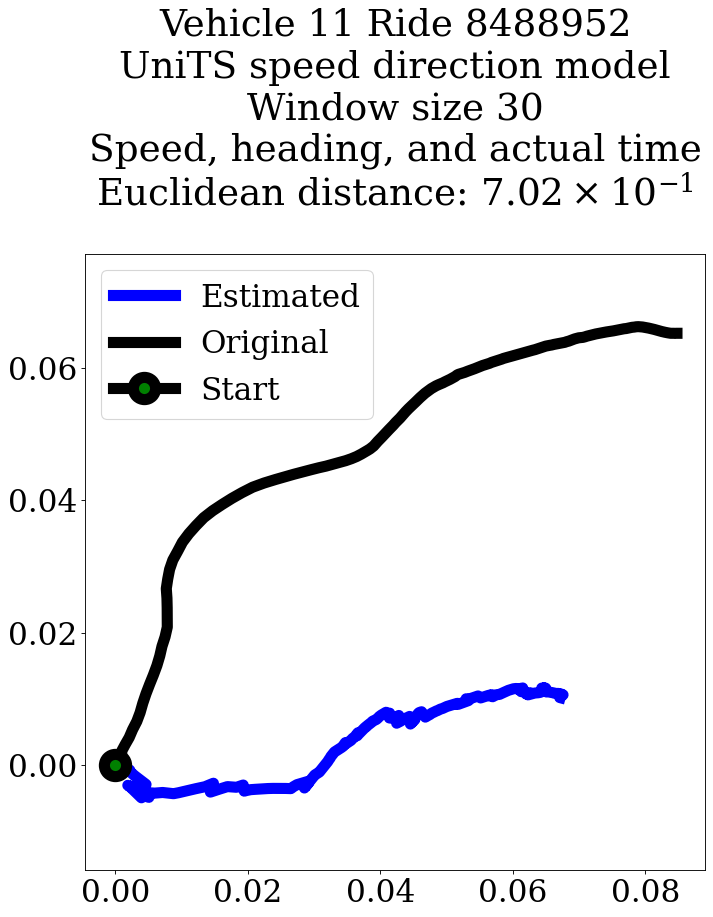 Vehicle 11 Ride 8488952
UniTS speed direction model
Window size 30
Speed, heading, and actual time
Euclidean distance: 7.02 × 10⁻¹
Estimated
Original
Start
0.06
0.04
0.02
0.00
0.00 0.02 0.04 0.06 0.08